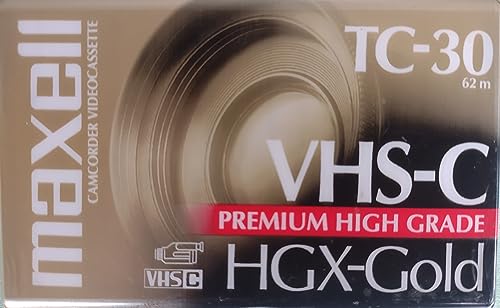 maxell
CAMCORDER VIDEOCASSETTE
TC-30
62 m
VHS-C
PREMIUM HIGH GRADE
HGX-Gold
VHS C